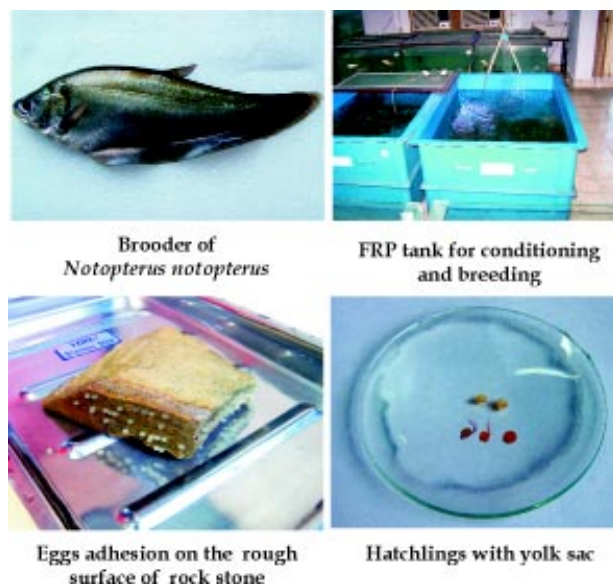 Brooder of
Notopterus notopterus
FRP tank for conditioning
and breeding
Eggs adhesion on the rough
surface of rock stone
Hatchlings with yolk sac